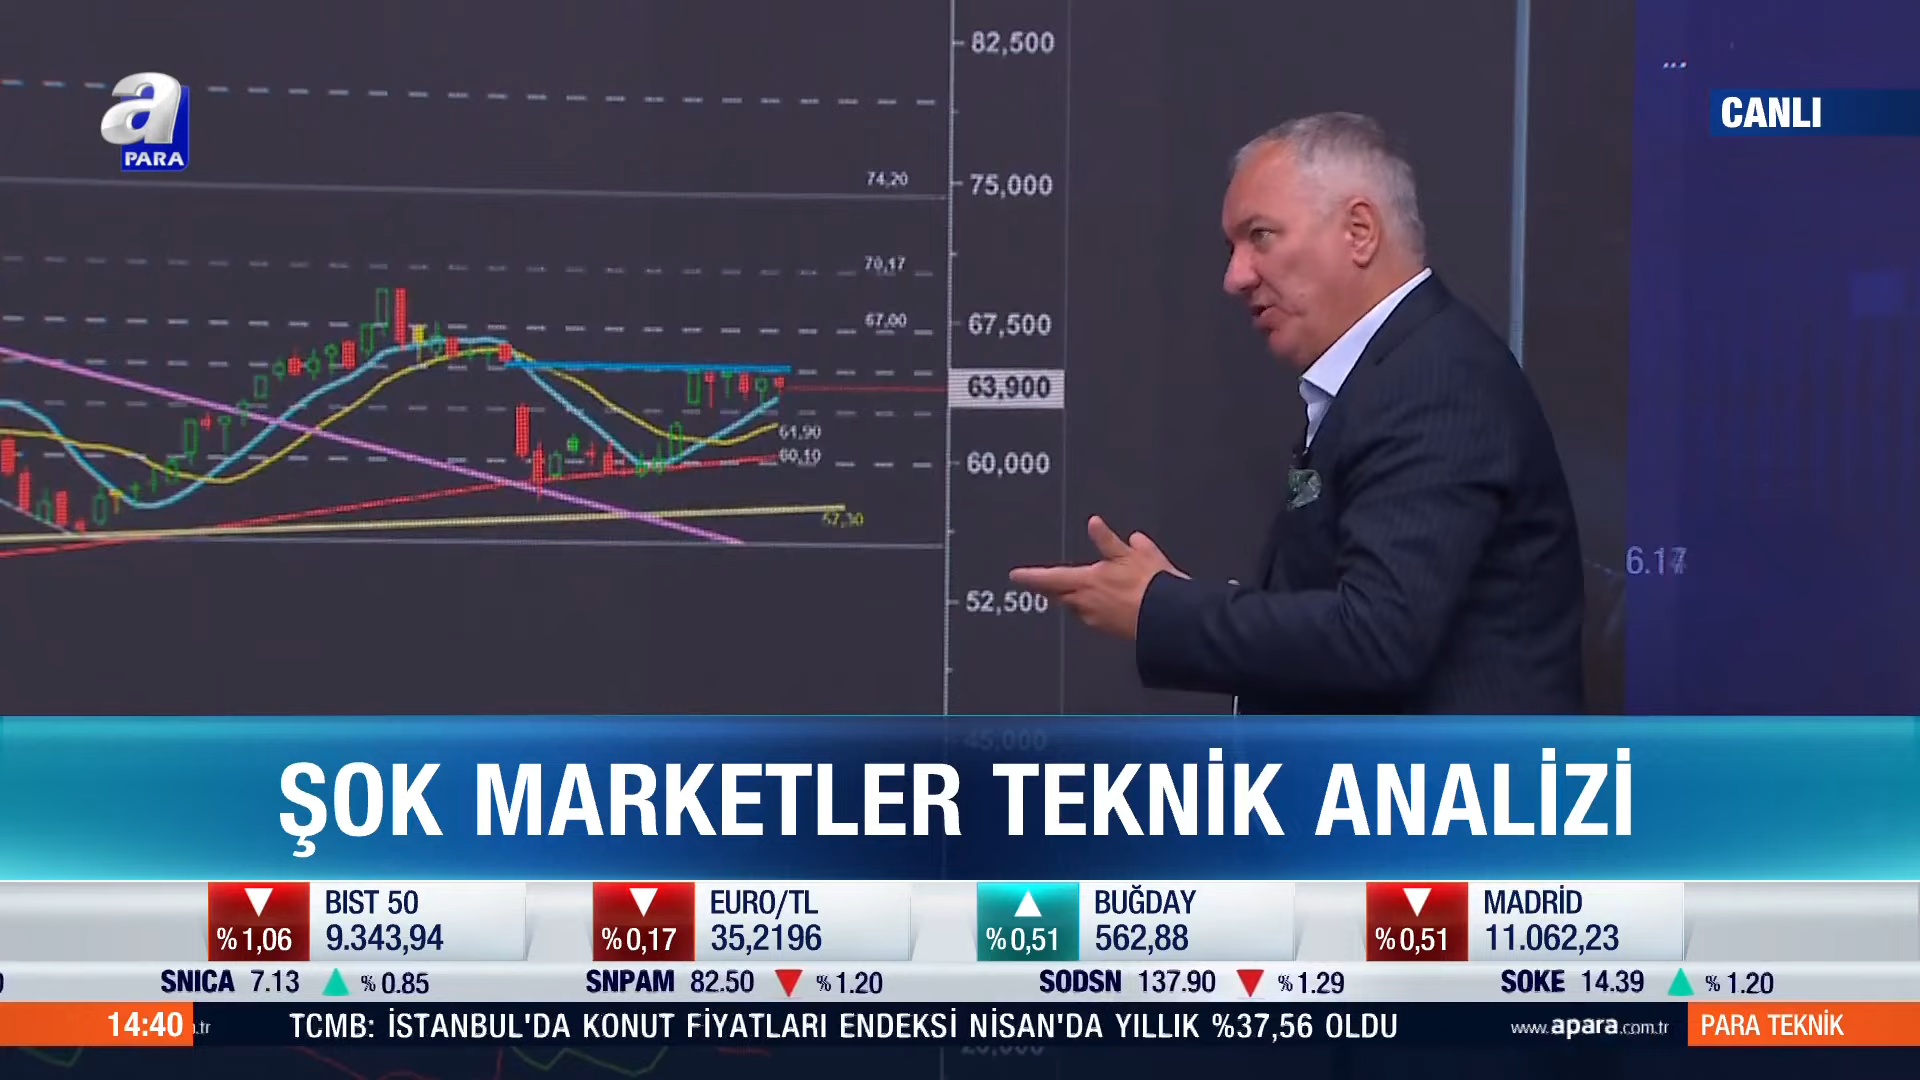 82,500
a
PARA
CANLI
74,20
75,000
70,17
67,00
67,500
63,900
61,90
60,10
60,000
57,30
52,500
45,000
ŞOK MARKETLER TEKNİK ANALİZİ
%1,06 BIST 50 9.343,94
%0,17 EURO/TL 35,2196
%0,51 BUĞDAY 562,88
%0,51 MADRİD 11.062,23
SNICA 7.13 %0.85 SNPAM 82.50 %1.20 SODSN 137.90 %1.29 SOKE 14.39 %1.20
14:40 TCMB: İSTANBUL'DA KONUT FİYATLARI ENDEKSİ NİSAN'DA YILLIK %37,56 OLDU www.apara.com.tr PARA TEKNİK